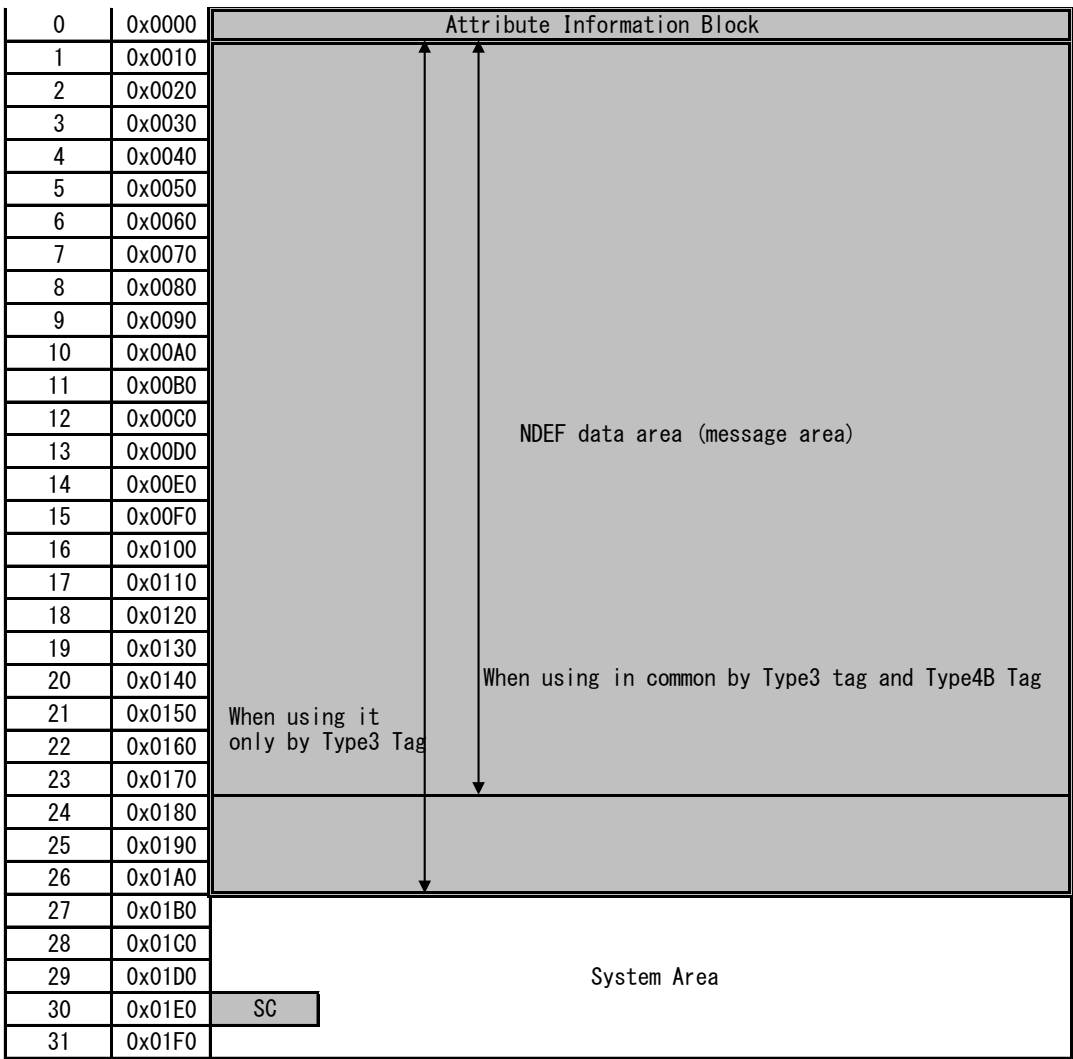 0 0x0000 Attribute Information Block
1 0x0010
2 0x0020
3 0x0030
4 0x0040
5 0x0050
6 0x0060
7 0x0070
8 0x0080
9 0x0090
10 0x00A0
11 0x00B0
12 0x00C0
NDEF data area (message area)
13 0x00D0
14 0x00E0
15 0x00F0
16 0x0100
17 0x0110
18 0x0120
19 0x0130
20 0x0140 When using in common by Type3 tag and Type4B Tag
21 0x0150 When using it
22 0x0160 only by Type3 Tag
23 0x0170
24 0x0180
25 0x0190
26 0x01A0
27 0x01B0
28 0x01C0
29 0x01D0 System Area
30 0x01E0 SC
31 0x01F0